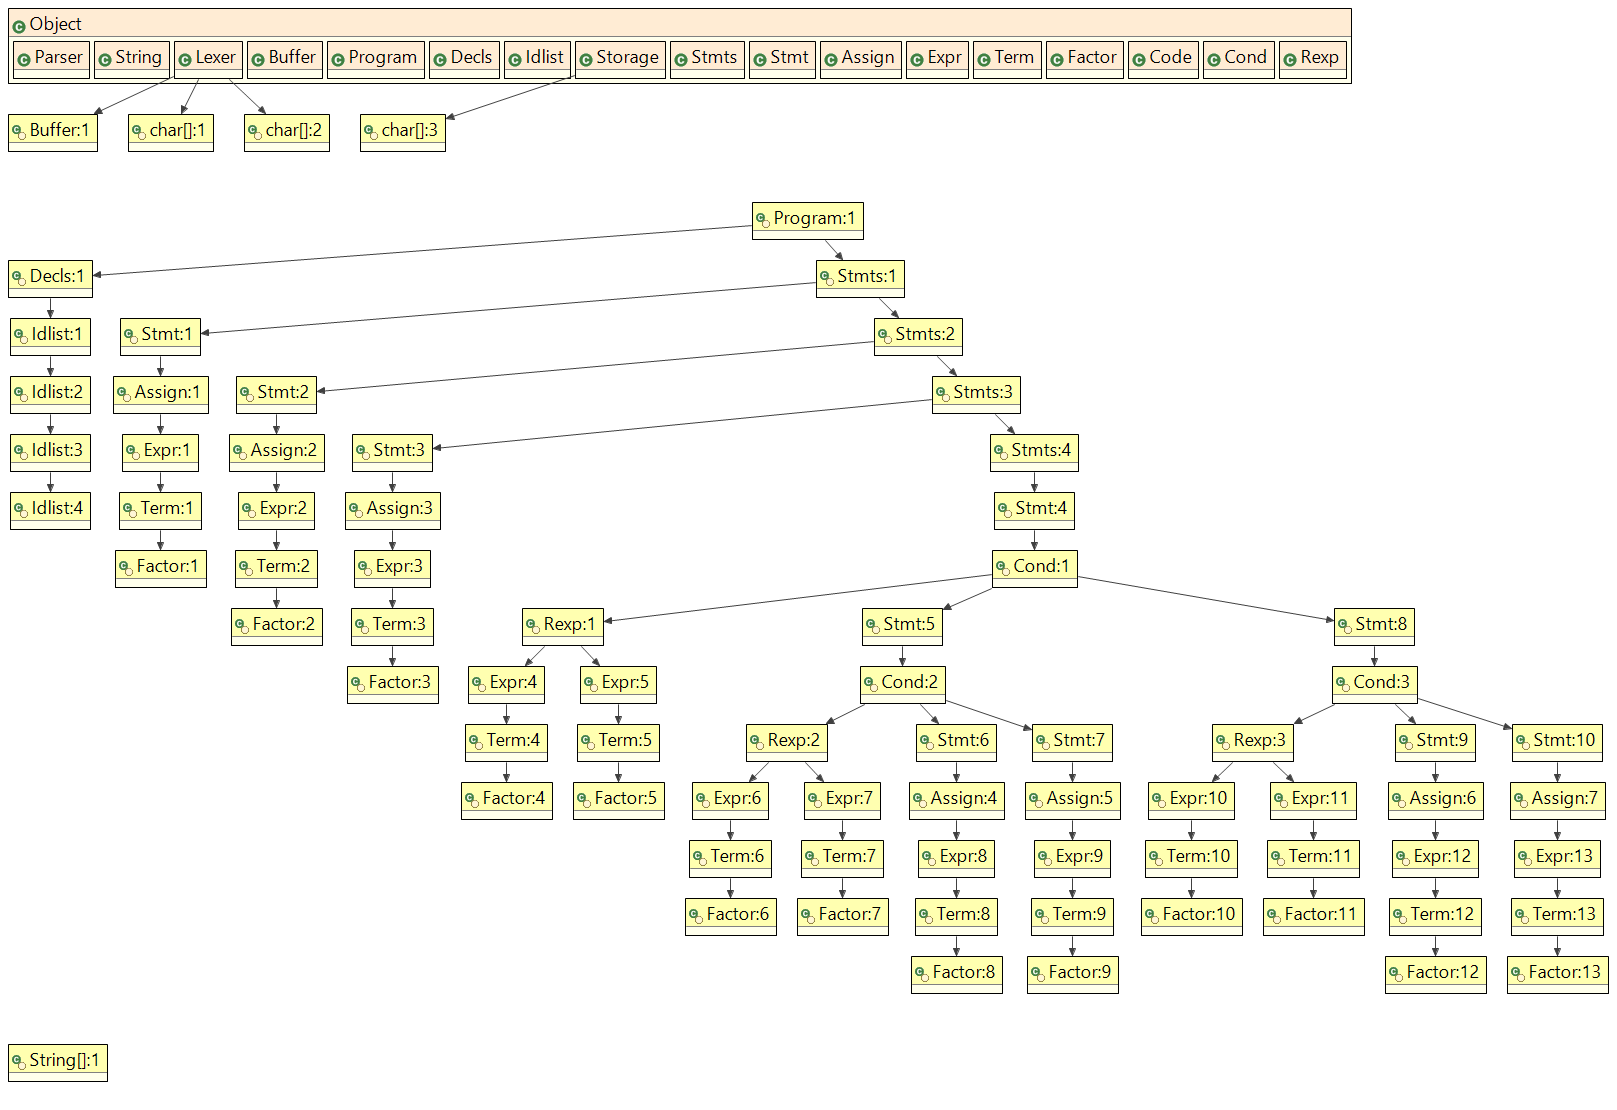 Object
Parser String Lexer Buffer Program Decls Idlist Storage Stmts Stmt Assign Expr Term Factor Code Cond Rexp
Buffer:1 char[]:1 char[]:2 char[]:3
Program:1
Decls:1 Stmts:1
Idlist:1 Stmt:1 Stmts:2
Idlist:2 Assign:1 Stmt:2 Stmts:3
Idlist:3 Expr:1 Assign:2 Stmt:3 Stmts:4
Idlist:4 Term:1 Expr:2 Assign:3 Stmt:4
Factor:1 Term:2 Expr:3 Cond:1
Factor:2 Term:3 Rexp:1 Stmt:5 Stmt:8
Factor:3 Expr:4 Expr:5 Cond:2 Cond:3
Term:4 Term:5 Rexp:2 Stmt:6 Stmt:7 Rexp:3 Stmt:9 Stmt:10
Factor:4 Factor:5 Expr:6 Expr:7 Assign:4 Assign:5 Expr:10 Expr:11 Assign:6 Assign:7
Term:6 Term:7 Expr:8 Expr:9 Term:10 Term:11 Expr:12 Expr:13
Factor:6 Factor:7 Term:8 Term:9 Factor:10 Factor:11 Term:12 Term:13
Factor:8 Factor:9 Factor:12 Factor:13
String[]:1